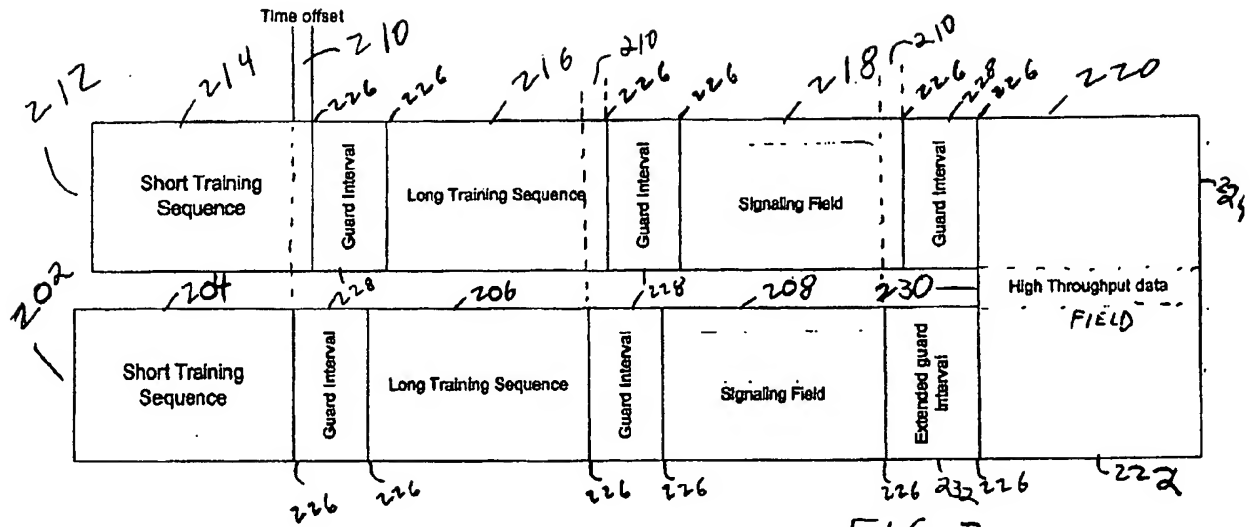 Time offset
210
212
214
216
210
218
210
220
226
226
226
226
226
228
226
Short Training Sequence
Guard Interval
Long Training Sequence
Guard Interval
Signaling Field
Guard Interval
202
204
228
206
228
208
230
High Throughput data
FIELD
Short Training Sequence
Guard Interval
Long Training Sequence
Guard Interval
Signaling Field
Extended guard Interval
226
226
226
226
226
232
226
222